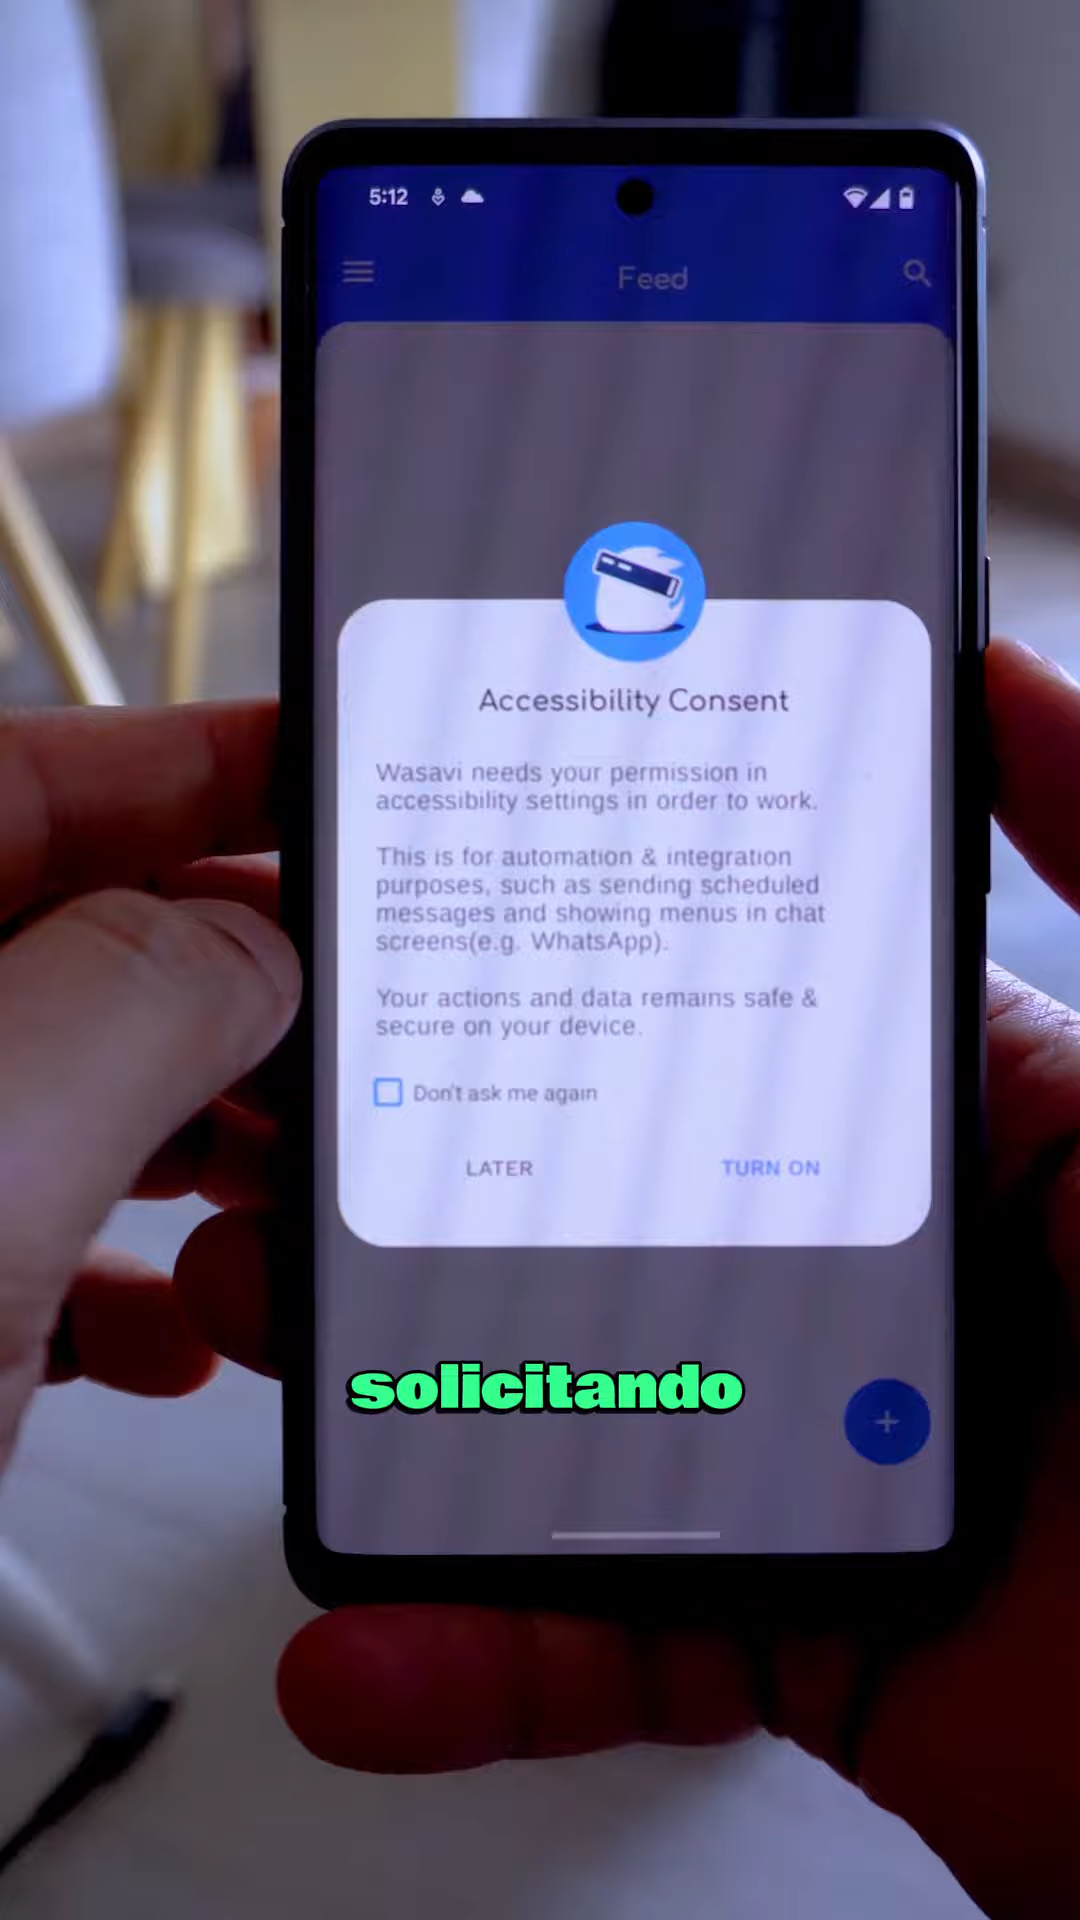 5:12
Feed
Accessibility Consent
Wasavi needs your permission in
accessibility settings in order to work.
This is for automation & integration
purposes, such as sending scheduled
messages and showing menus in chat
screens(e.g. WhatsApp).
Your actions and data remains safe &
secure on your device.
Don't ask me again
LATER
TURN ON
solicitando
+